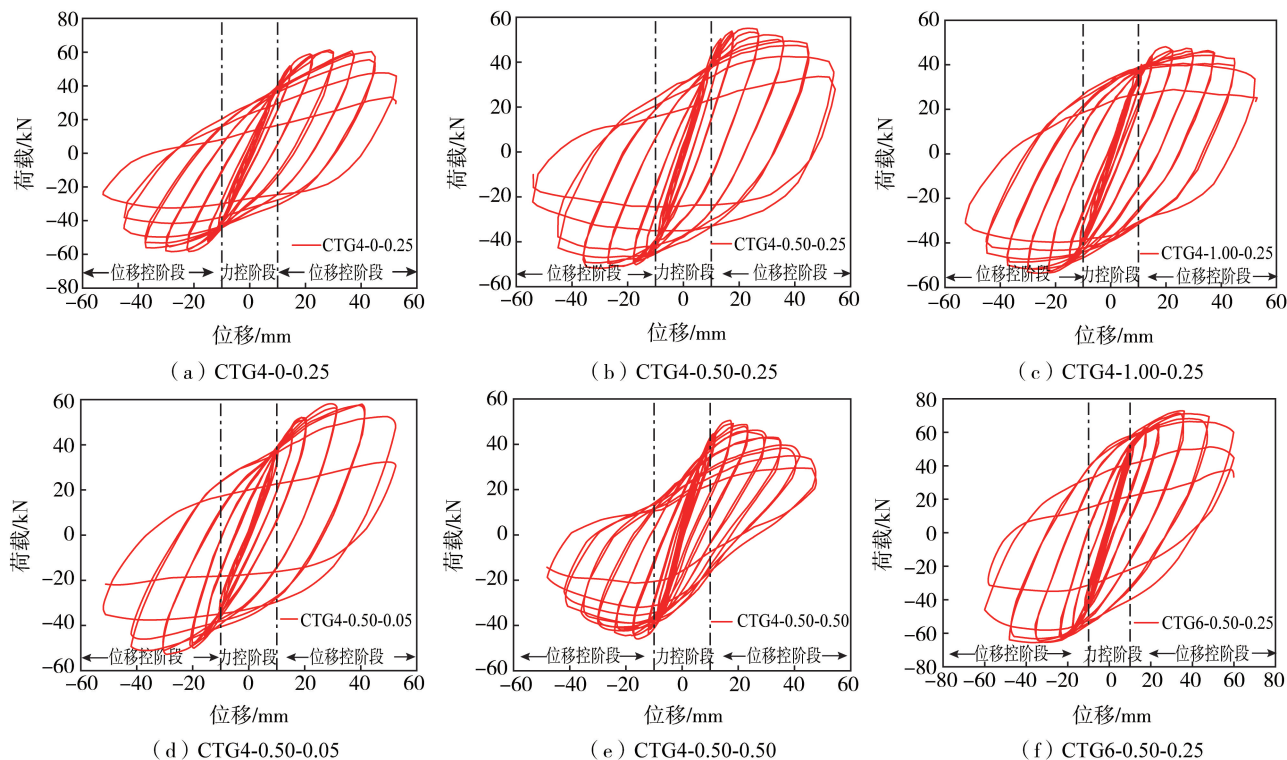 80
60
40
20
0
−20
−40
−60
−80
荷载/kN
CTG4-0-0.25
位移控阶段 力控阶段 位移控阶段
−60 −40 −20 0 20 40 60
位移/mm
(a) CTG4-0-0.25
60
40
20
0
−20
−40
−60
荷载/kN
CTG4-0.50-0.25
位移控阶段 力控阶段 位移控阶段
−60 −40 −20 0 20 40 60
位移/mm
(b) CTG4-0.50-0.25
60
40
20
0
−20
−40
−60
荷载/kN
CTG4-1.00-0.25
位移控阶段 力控阶段 位移控阶段
−60 −40 −20 0 20 40 60
位移/mm
(c) CTG4-1.00-0.25
60
40
20
0
−20
−40
−60
荷载/kN
CTG4-0.50-0.05
位移控阶段 力控阶段 位移控阶段
−60 −40 −20 0 20 40 60
位移/mm
(d) CTG4-0.50-0.05
60
40
20
0
−20
−40
−60
荷载/kN
CTG4-0.50-0.50
位移控阶段 力控阶段 位移控阶段
−60 −40 −20 0 20 40 60
位移/mm
(e) CTG4-0.50-0.50
80
60
40
20
0
−20
−40
−60
−80
荷载/kN
CTG6-0.50-0.25
位移控阶段 力控阶段 位移控阶段
−80 −60 −40 −20 0 20 40 60 80
位移/mm
(f) CTG6-0.50-0.25